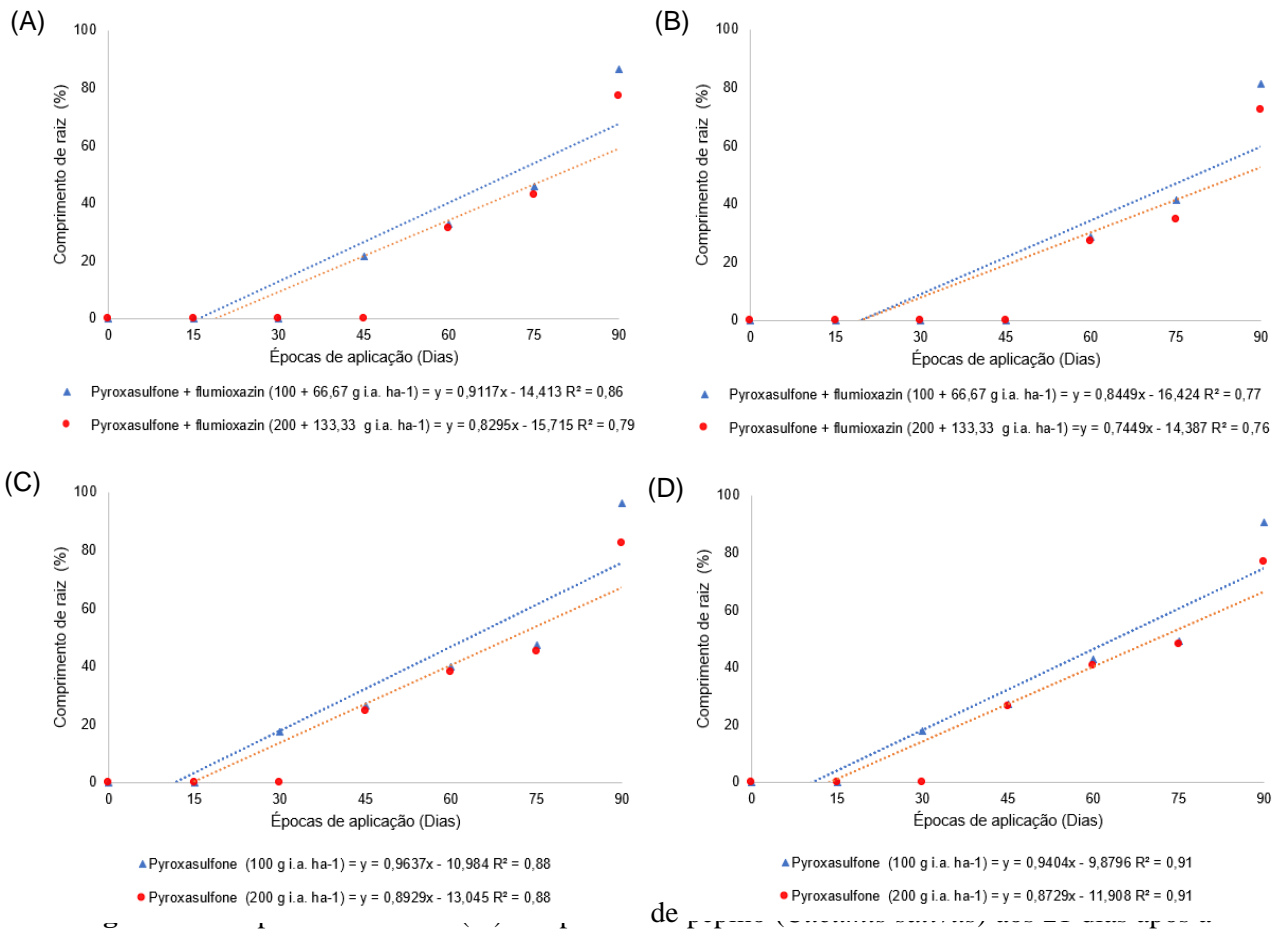 (A)
100
80
60
40
20
0
Comprimento de raiz (%)
0 15 30 45 60 75 90
Épocas de aplicação (Dias)
Pyroxasulfone + flumioxazin (100 + 66,67 g i.a. ha-1) = y = 0,9117x - 14,413 R² = 0,86
Pyroxasulfone + flumioxazin (200 + 133,33 g i.a. ha-1) = y = 0,8295x - 15,715 R² = 0,79
(B)
100
80
60
40
20
0
Comprimento de raiz (%)
0 15 30 45 60 75 90
Épocas de aplicação (Dias)
Pyroxasulfone + flumioxazin (100 + 66,67 g i.a. ha-1) = y = 0,8449x - 16,424 R² = 0,77
Pyroxasulfone + flumioxazin (200 + 133,33 g i.a. ha-1) =y = 0,7449x - 14,387 R² = 0,76
(C)
100
80
60
40
20
0
Comprimento de raiz (%)
0 15 30 45 60 75 90
Épocas de aplicação (Dias)
Pyroxasulfone (100 g i.a. ha-1) = y = 0,9637x - 10,984 R² = 0,88
Pyroxasulfone (200 g i.a. ha-1) = y = 0,8929x - 13,045 R² = 0,88
(D)
100
80
60
40
20
0
Comprimento de raiz (%)
0 15 30 45 60 75 90
Épocas de aplicação (Dias)
Pyroxasulfone (100 g i.a. ha-1) = y = 0,9404x - 9,8796 R² = 0,91
Pyroxasulfone (200 g i.a. ha-1) = y = 0,8729x - 11,908 R² = 0,91
de pepino